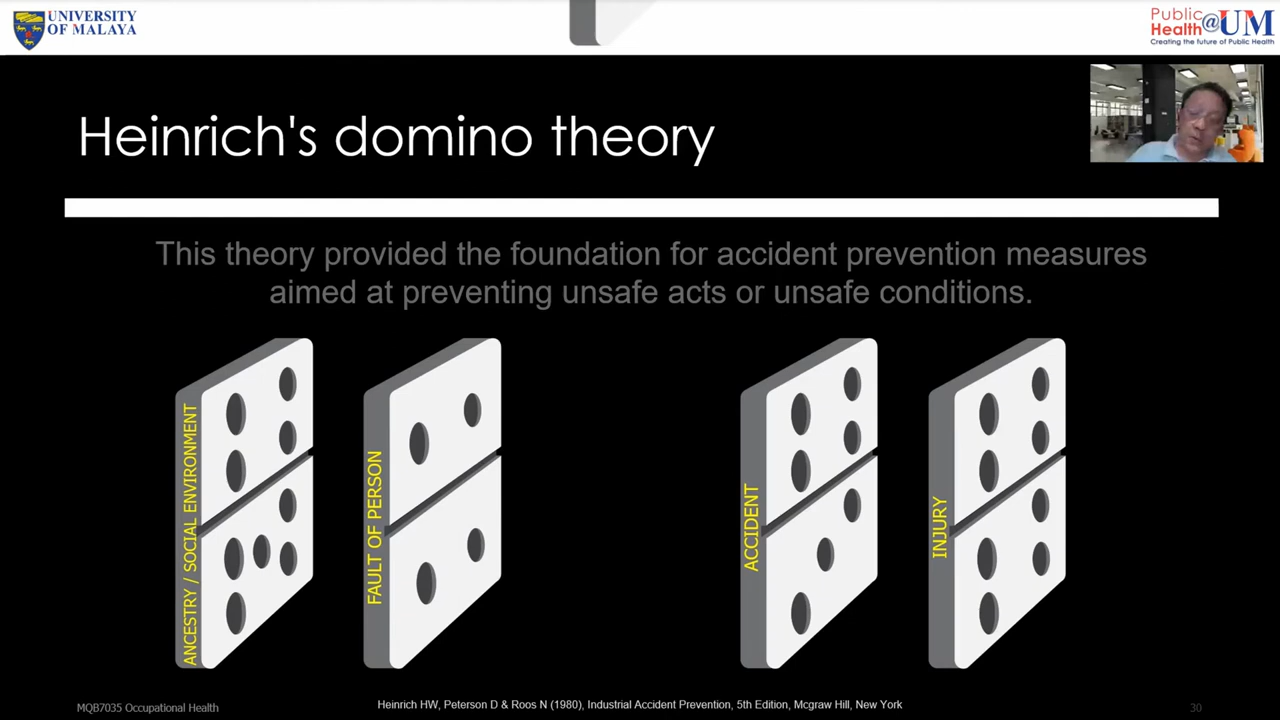 UNIVERSITY
OF MALAYA
Public
Health@UM
Creating the future of Public Health
Heinrich's domino theory
This theory provided the foundation for accident prevention measures
aimed at preventing unsafe acts or unsafe conditions.
ANCESTRY / SOCIAL ENVIRONMENT
FAULT OF PERSON
ACCIDENT
INJURY
MQB7035 Occupational Health
Heinrich HW, Peterson D & Roos N (1980), Industrial Accident Prevention, 5th Edition, Mcgraw Hill, New York
30